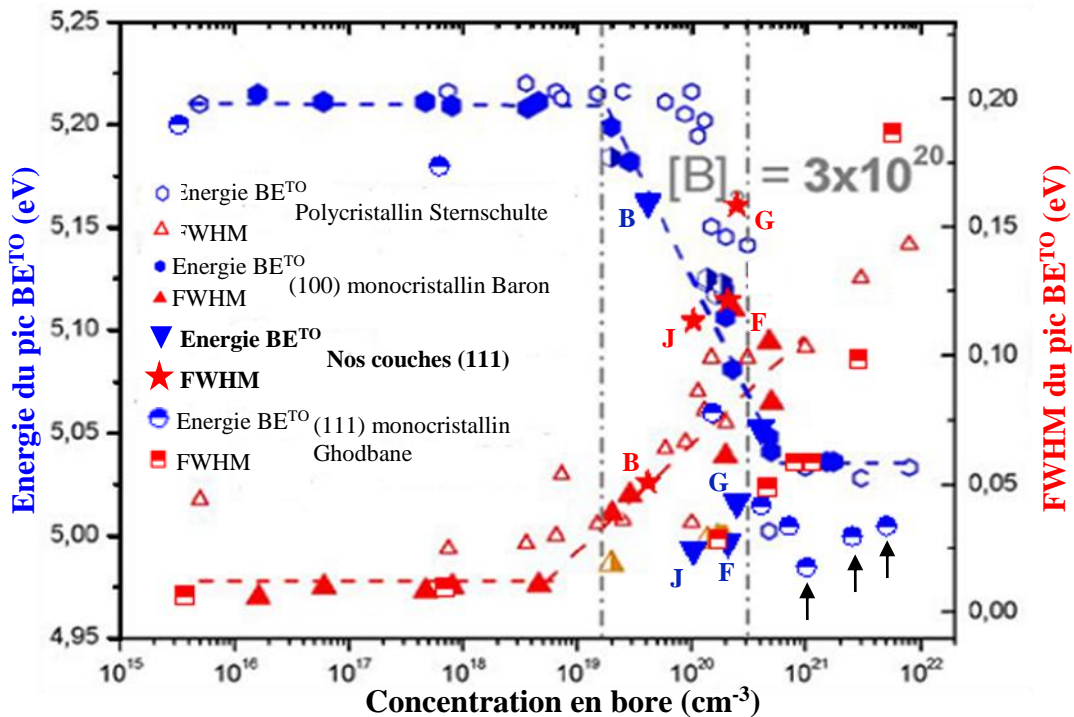 5,25
5,20
5,15
5,10
5,05
5,00
4,95
Energie du pic BE^TO (eV)
0,20
0,15
0,10
0,05
0,00
FWHM du pic BE^TO (eV)
[B] = 3x10^20
Energie BE^TO
Polycristallin Sternschulte
FWHM
Energie BE^TO
(100) monocristallin Baron
FWHM
Energie BE^TO
Nos couches (111)
FWHM
Energie BE^TO (111) monocristallin
Ghodbane
FWHM
B
G
J
F
B
G
J
F
10^15
10^16
10^17
10^18
10^19
10^20
10^21
10^22
Concentration en bore (cm^-3)